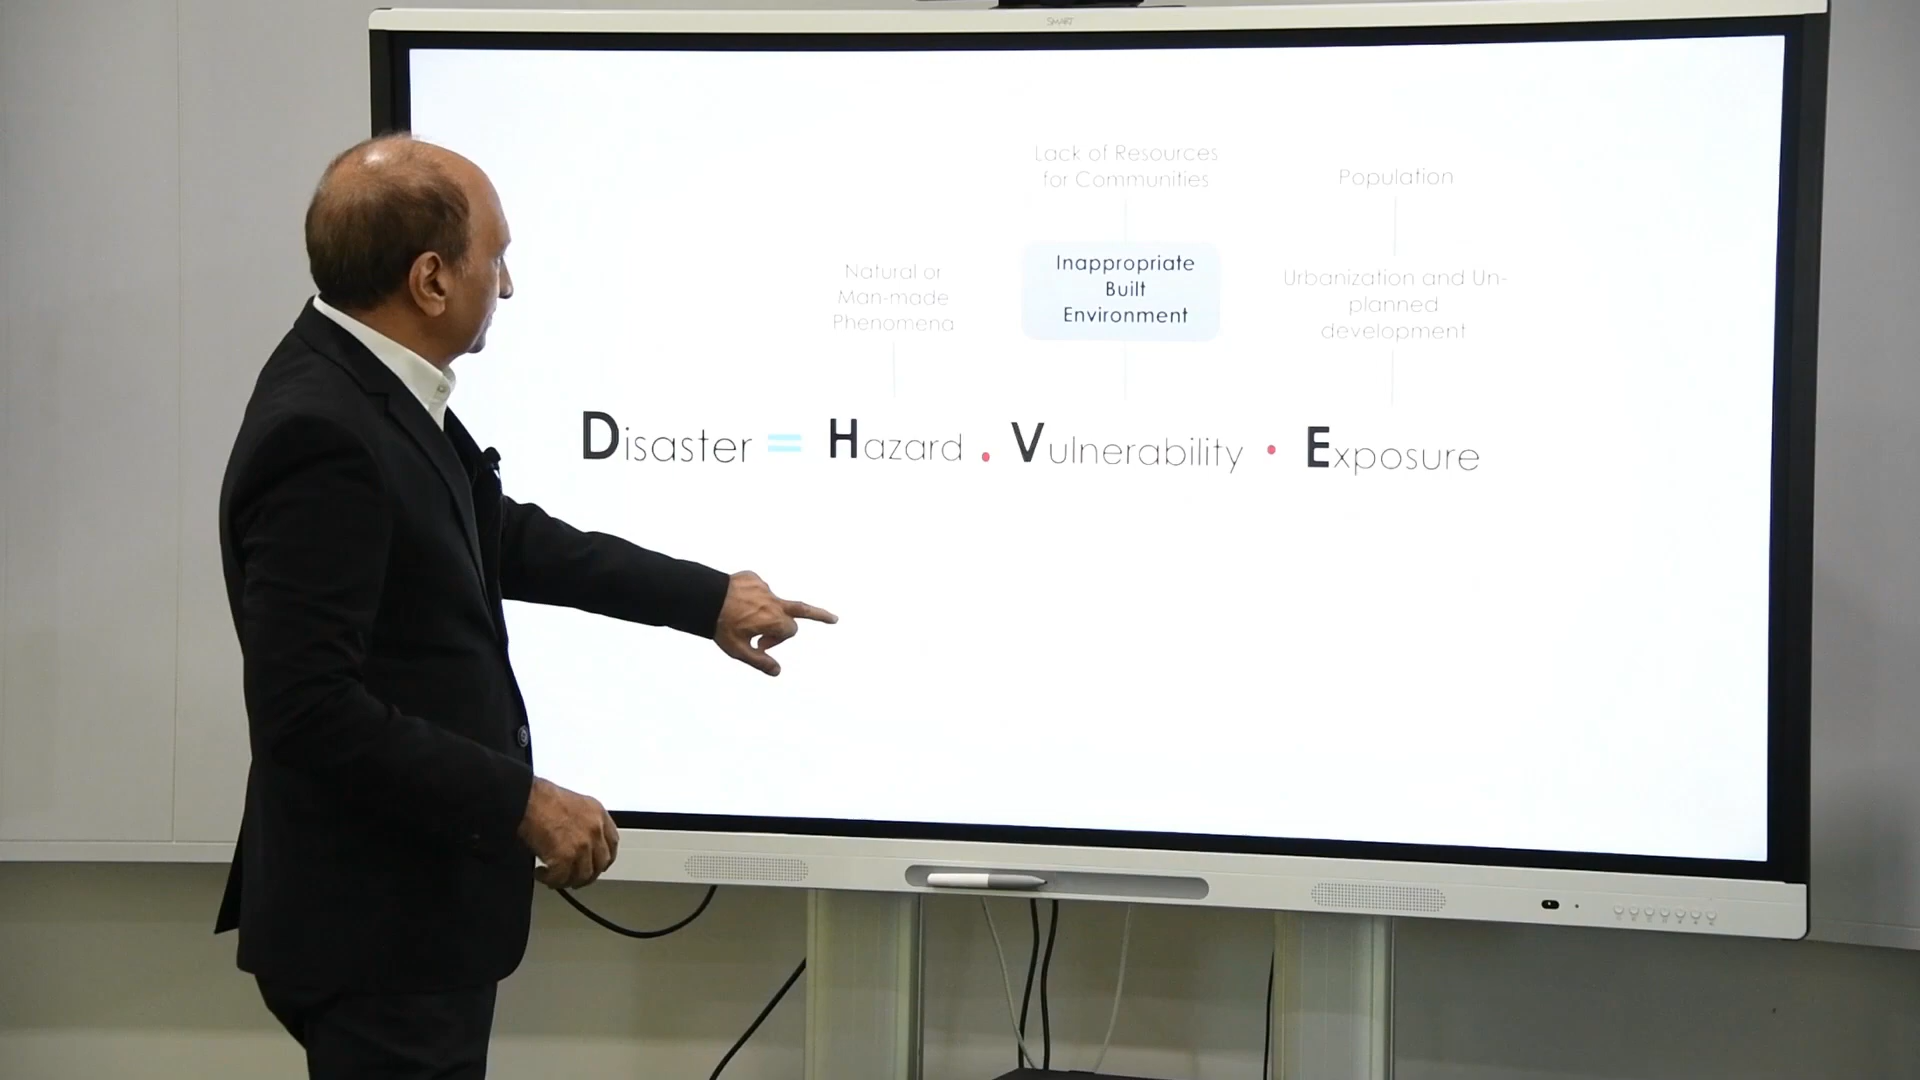 SMART
Lack of Resources
for Communities
Population
Inappropriate
Built
Environment
Natural or
Man-made
Phenomena
Urbanization and Un-
planned
development
Disaster = Hazard . Vulnerability . Exposure